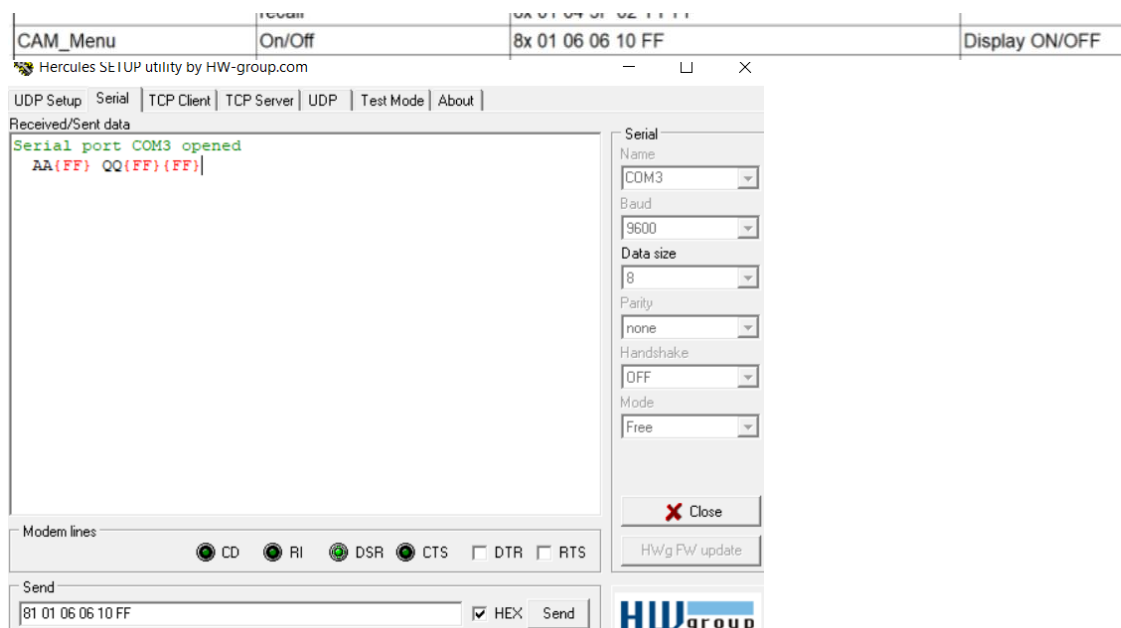 CAM_Menu On/Off 8x 01 06 06 10 FF Display ON/OFF
Hercules SETUP utility by HW-group.com
UDP Setup Serial TCP Client TCP Server UDP Test Mode About
Received/Sent data
Serial port COM3 opened
AA{FF} QQ{FF}{FF}
Serial
Name
COM3
Baud
9600
Data size
8
Parity
none
Handshake
OFF
Mode
Free
Close
HWg FW update
Modem lines
CD RI DSR CTS DTR RTS
Send
81 01 06 06 10 FF HEX Send
HW group